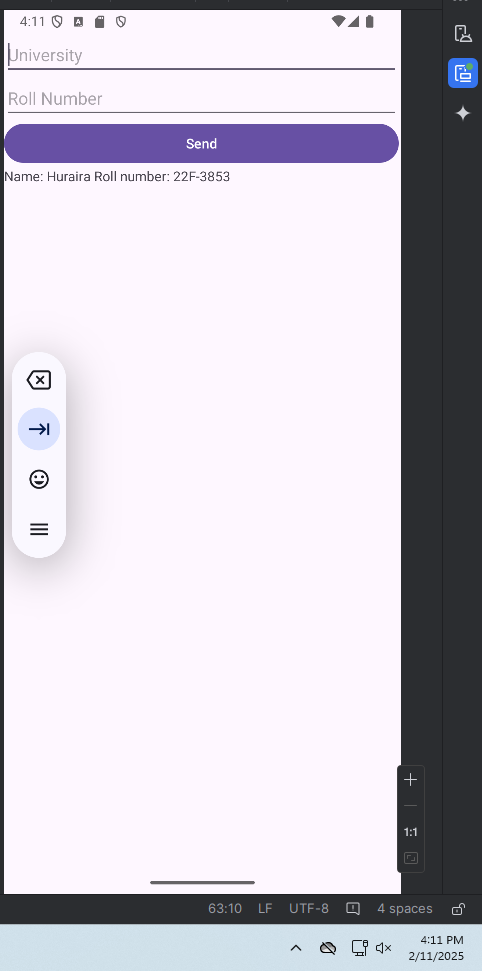 4:11
University
Roll Number
Send
Name: Huraira Roll number: 22F-3853
1:1
63:10 LF UTF-8 4 spaces
4:11 PM
2/11/2025